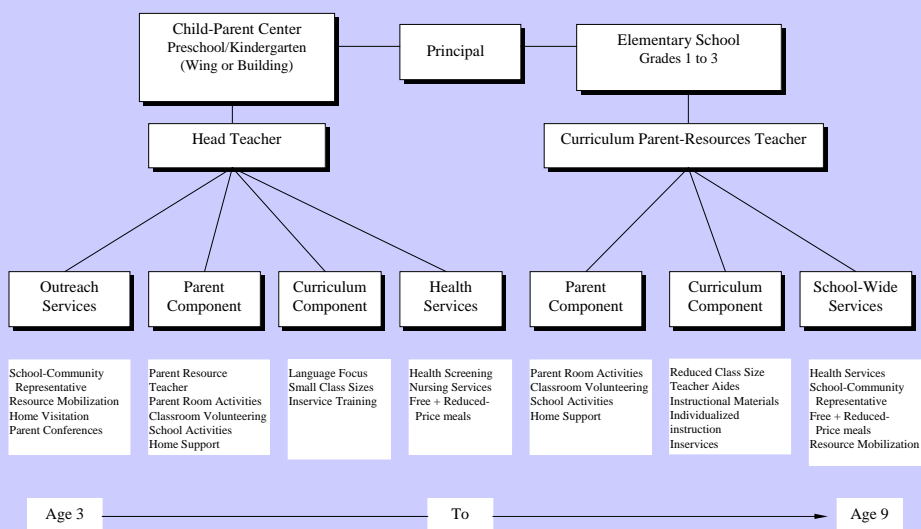 Child-Parent Center
Preschool/Kindergarten
(Wing or Building)
Principal
Elementary School
Grades 1 to 3
Head Teacher
Curriculum Parent-Resources Teacher
Outreach
Services
Parent
Component
Curriculum
Component
Health
Services
Parent
Component
Curriculum
Component
School-Wide
Services
School-Community
Representative
Resource Mobilization
Home Visitation
Parent Conferences
Parent Resource
Teacher
Parent Room Activities
Classroom Volunteering
School Activities
Home Support
Language Focus
Small Class Sizes
Inservice Training
Health Screening
Nursing Services
Free + Reduced-
Price meals
Parent Room Activities
Classroom Volunteering
School Activities
Home Support
Reduced Class Size
Teacher Aides
Instructional Materials
Individualized
instruction
Inservices
Health Services
School-Community
Representative
Free + Reduced-
Price meals
Resource Mobilization
Age 3
To
Age 9